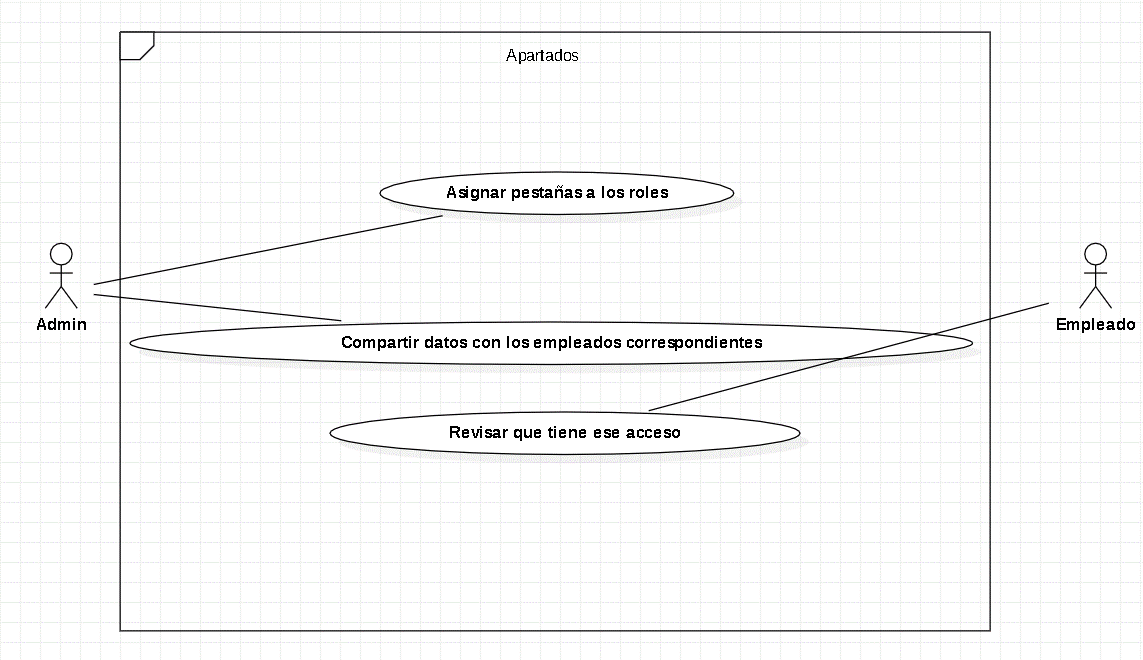 Apartados
Asignar pestañas a los roles
Admin
Empleado
Compartir datos con los empleados correspondientes
Revisar que tiene ese acceso